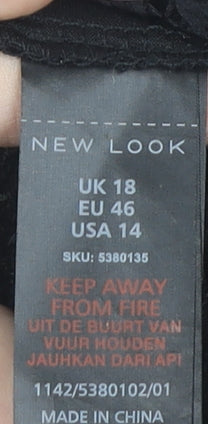 NEW LOOK
UK 18
EU 46
USA 14
SKU: 5380135
KEEP AWAY
FROM FIRE
UIT DE BUURT VAN
VUUR HOUDEN
JAUHKAN DARI API
1142/5380102/01
MADE IN CHINA